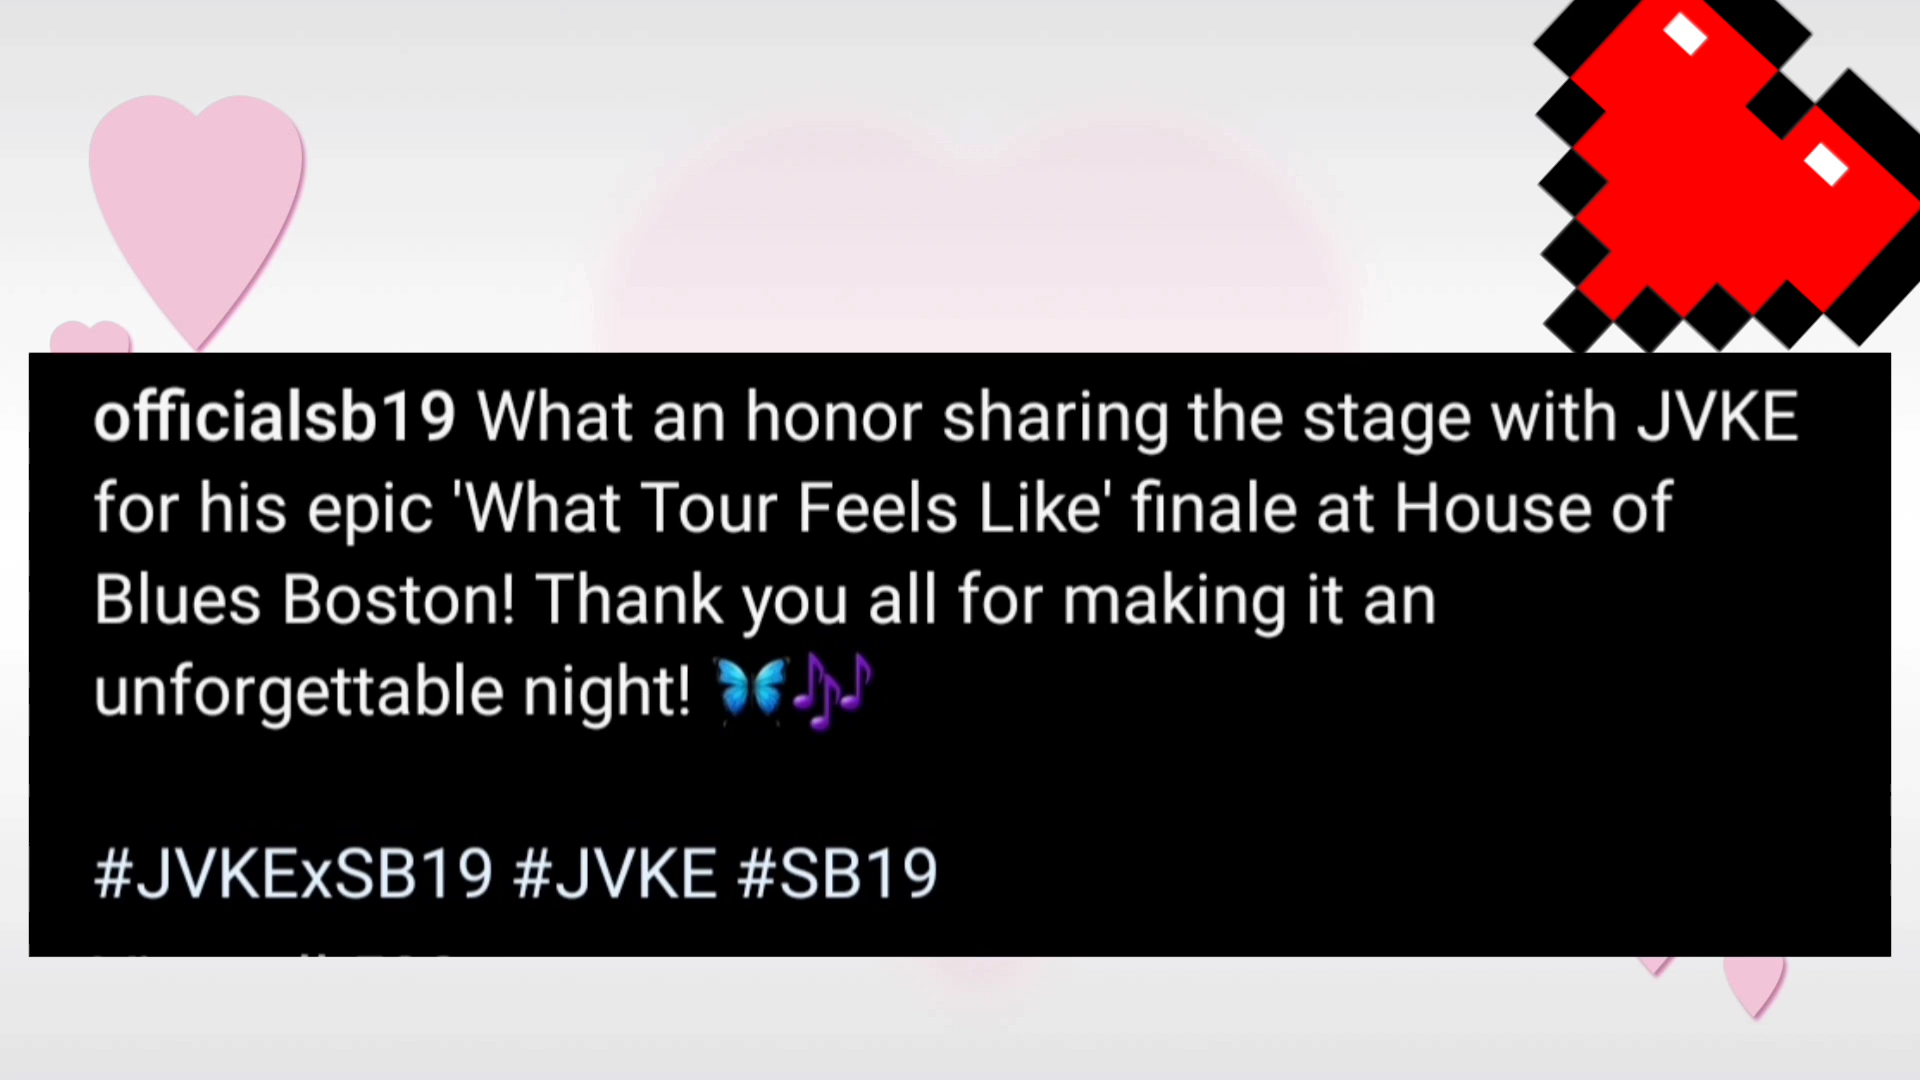 officialsb19 What an honor sharing the stage with JVKE
for his epic 'What Tour Feels Like' finale at House of
Blues Boston! Thank you all for making it an
unforgettable night! 🦋🎶
#JVKExSB19 #JVKE #SB19